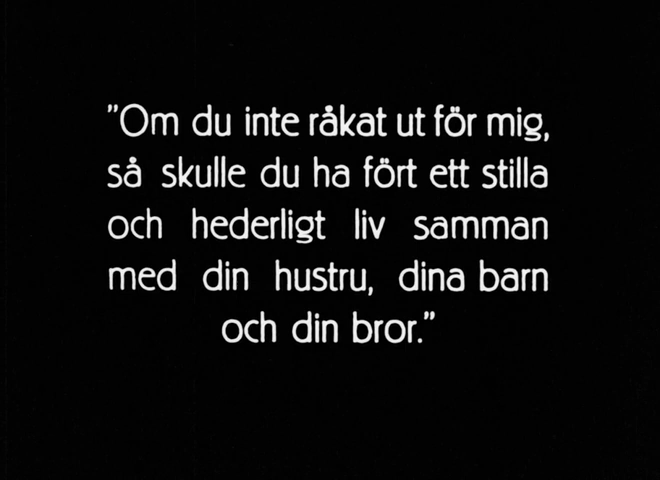 ”Om du inte råkat ut för mig,
så skulle du ha fört ett stilla
och hederligt liv samman
med din hustru, dina barn
och din bror.”